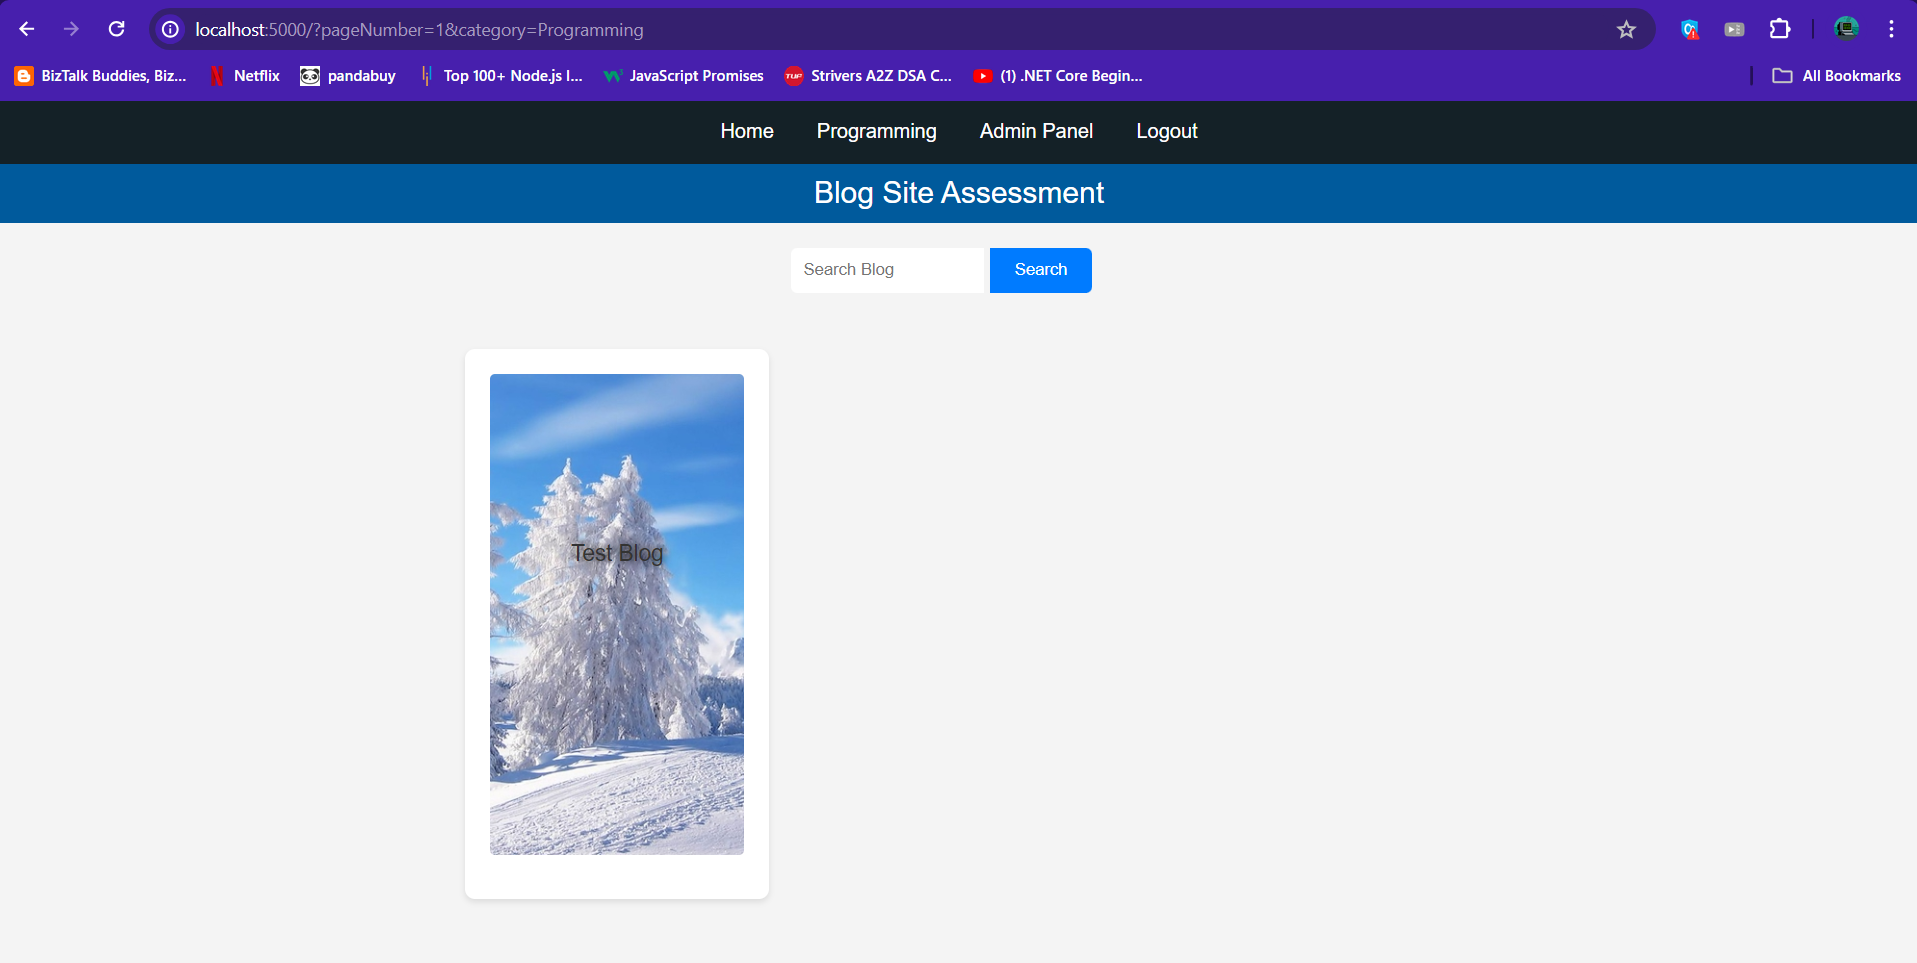 localhost:5000/?pageNumber=1&category=Programming
BizTalk Buddies, Biz... Netflix pandabuy Top 100+ Node.js I... JavaScript Promises TUF Strivers A2Z DSA C... (1) .NET Core Begin... All Bookmarks
Home Programming Admin Panel Logout
Blog Site Assessment
Search Blog Search
Test Blog